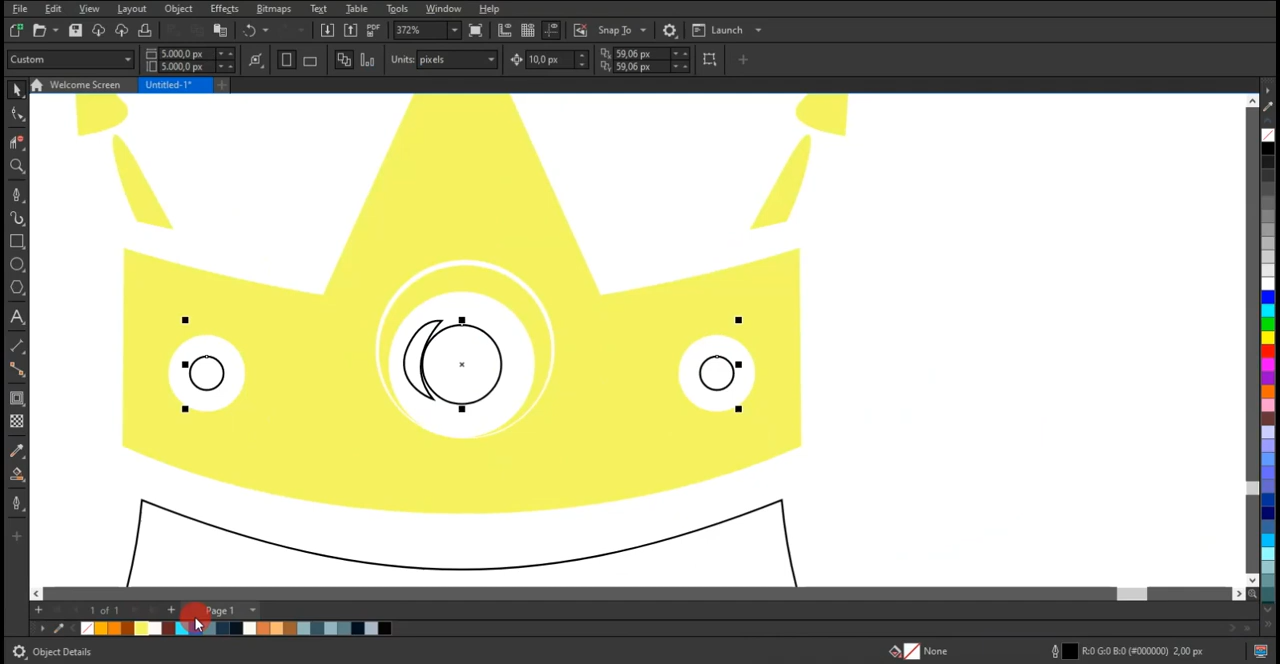 File Edit View Layout Object Effects Bitmaps Text Table Tools Window Help
372% PDF Snap To Launch
Custom 5.000,0 px 5.000,0 px Units: pixels 10,0 px 59,06 px 59,06 px
Welcome Screen Untitled-1*
1 of 1 Page 1
Object Details None R:0 G:0 B:0 (#000000) 2,00 px